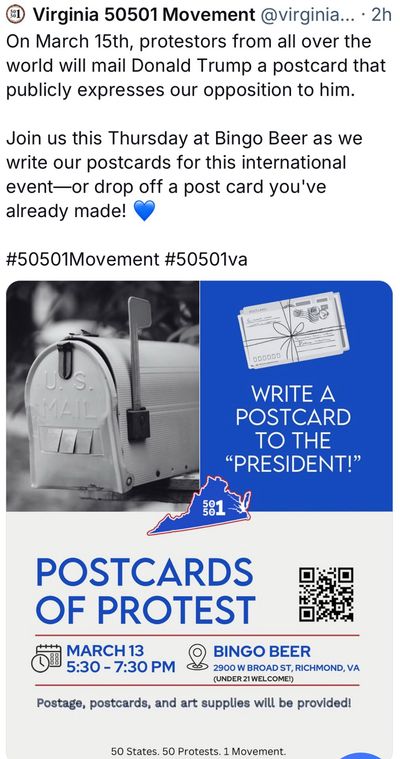 Virginia 50501 Movement @virginia... · 2h
On March 15th, protestors from all over the
world will mail Donald Trump a postcard that
publicly expresses our opposition to him.
Join us this Thursday at Bingo Beer as we
write our postcards for this international
event—or drop off a post card you've
already made! 💙
#50501Movement #50501va
U.S.
MAIL
WRITE A
POSTCARD
TO THE
“PRESIDENT!”
50
50
1
POSTCARDS
OF PROTEST
MARCH 13
5:30 - 7:30 PM
BINGO BEER
2900 W BROAD ST, RICHMOND, VA
(UNDER 21 WELCOME!)
Postage, postcards, and art supplies will be provided!
50 States. 50 Protests. 1 Movement.